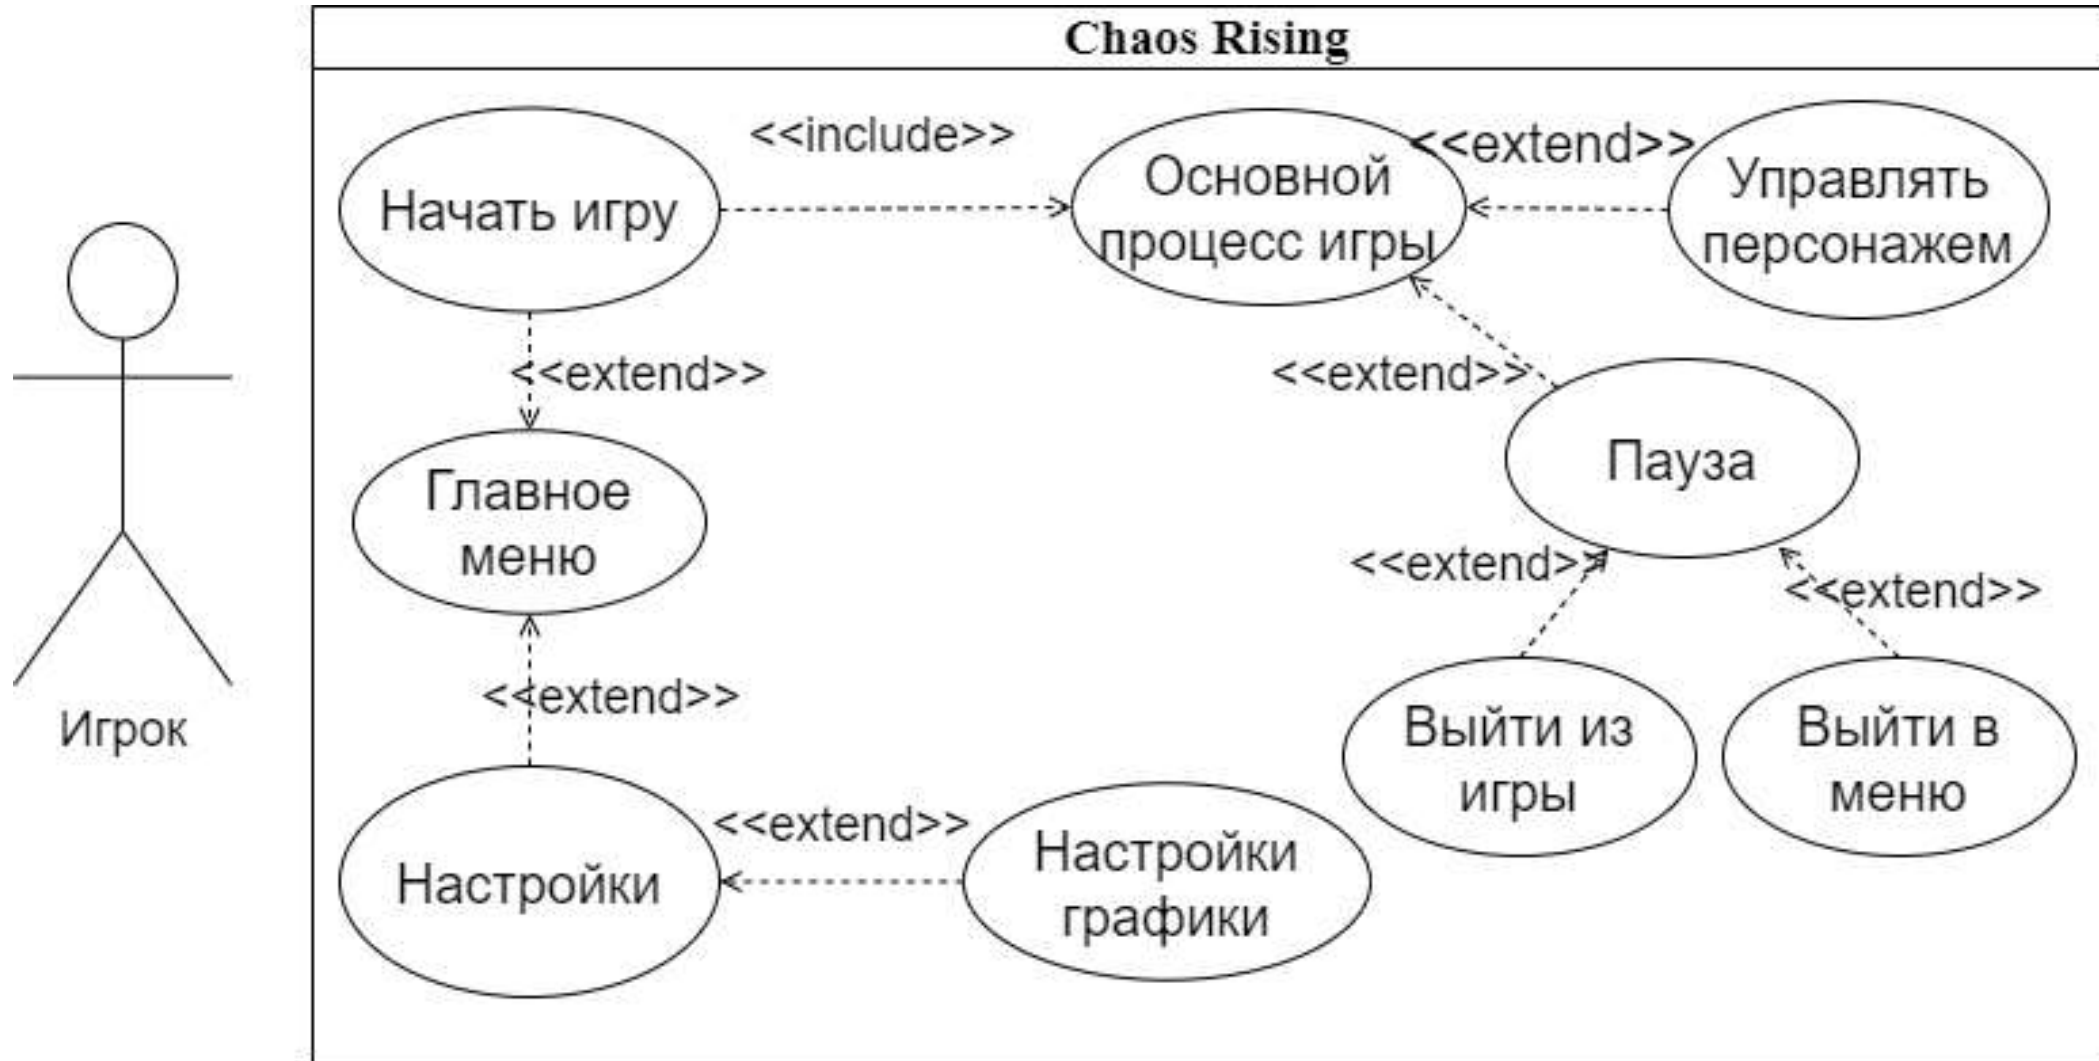 Chaos Rising
<<include>>
<<extend>>
Начать игру
Основной
процесс игры
Управлять
персонажем
<<extend>>
<<extend>>
Главное
меню
Пауза
<<extend>>
<<extend>>
<<extend>>
Игрок
Выйти из
игры
Выйти в
меню
<<extend>>
Настройки
Настройки
графики